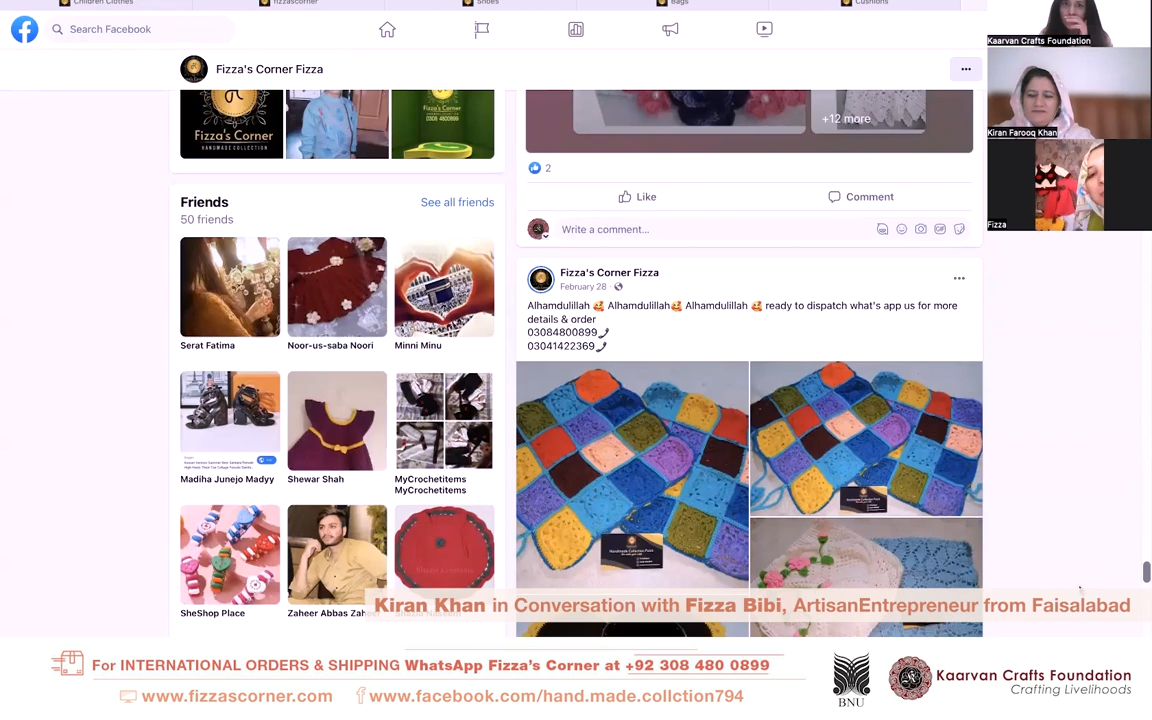 Children Clothes
fizzascorner
Shoes
Bags
Cushions
Search Facebook
Kaarvan Crafts Foundation
Fizza's Corner Fizza
...
Kiran Farooq Khan
Fizza
Fizza's Corner
HANDMADE COLLECTION
Fizza's Corner
0308 4800899
+12 more
2
Like
Comment
Write a comment...
Friends
See all friends
50 friends
Serat Fatima
Noor-us-saba Noori
Minni Minu
Madiha Junejo Madyy
Shewar Shah
MyCrochetitems
MyCrochetitems
SheShop Place
Zaheer Abbas Zah
Fizza's Corner Fizza
February 28
Alhamdulillah 🥰 Alhamdulillah🥰 Alhamdulillah 🥰 ready to dispatch what's app us for more
details & order
03084800899
03041422369
Kiran Khan in Conversation with Fizza Bibi, ArtisanEntrepreneur from Faisalabad
For INTERNATIONAL ORDERS & SHIPPING WhatsApp Fizza's Corner at +92 308 480 0899
www.fizzascorner.com
www.facebook.com/hand.made.collction794
BNU
Kaarvan Crafts Foundation
Crafting Livelihoods